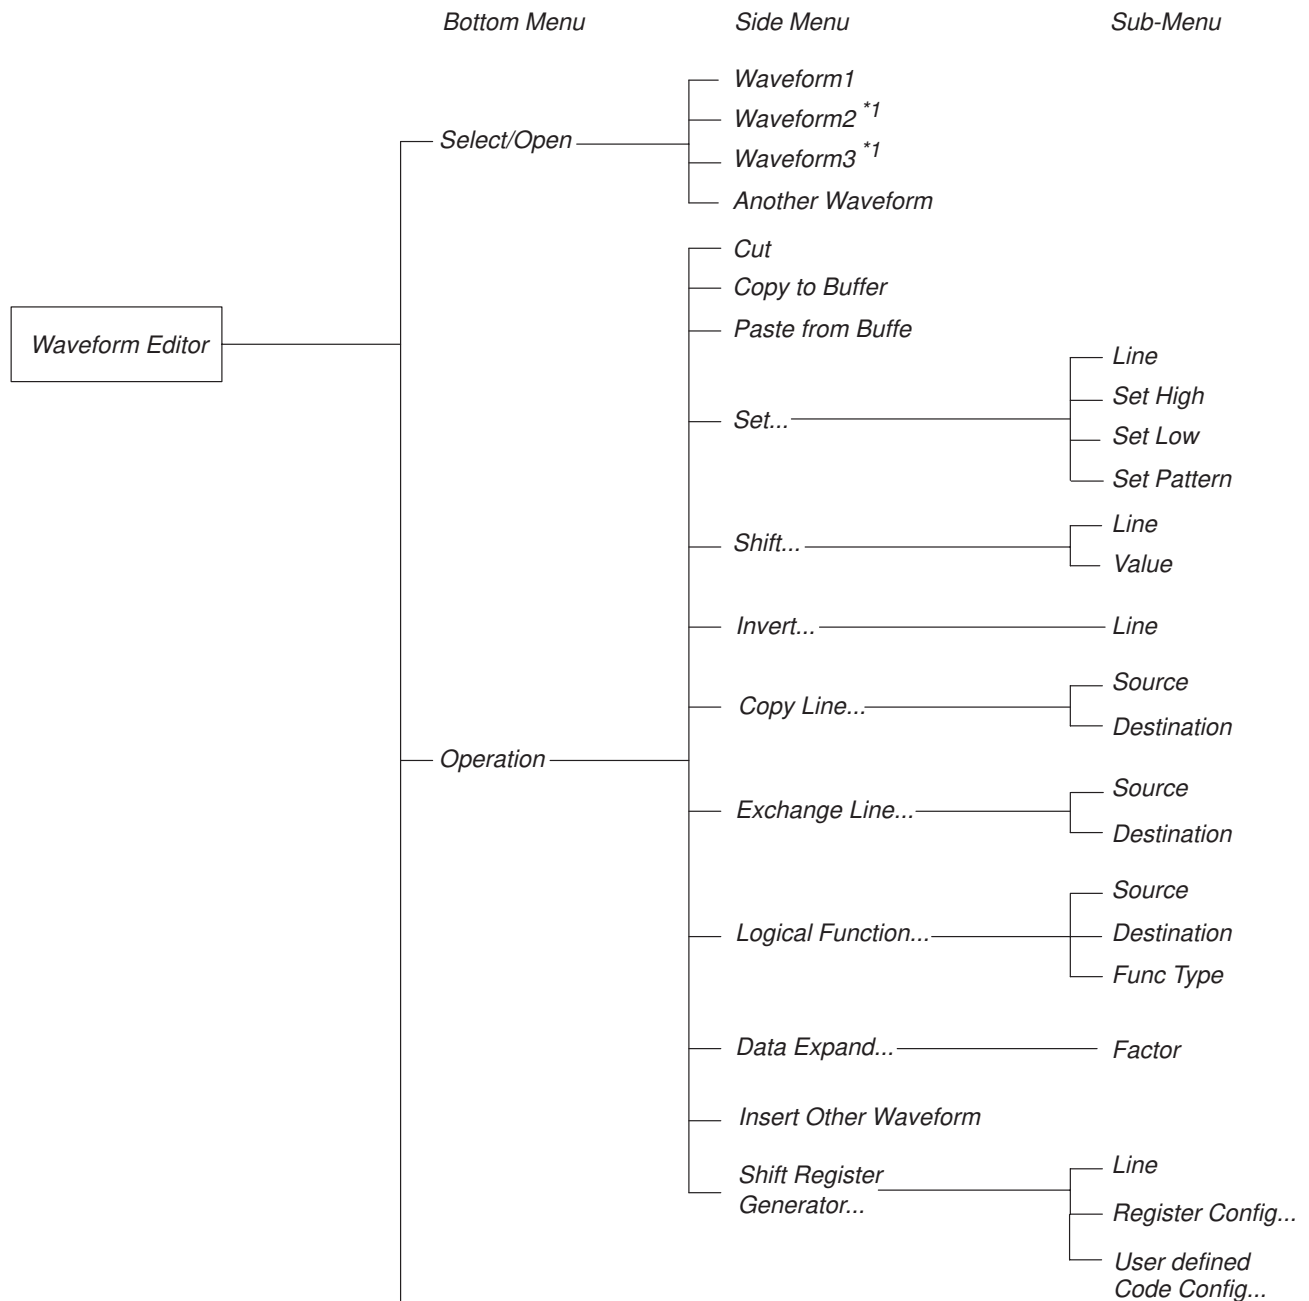 Bottom Menu
Side Menu
Sub-Menu
Waveform1
Waveform2 *1
Select/Open
Waveform3 *1
Another Waveform
Cut
Copy to Buffer
Paste from Buffe
Waveform Editor
Line
Set High
Set...
Set Low
Set Pattern
Line
Shift...
Value
Invert...
Line
Source
Copy Line...
Destination
Operation
Source
Exchange Line...
Destination
Source
Logical Function...
Destination
Func Type
Data Expand...
Factor
Insert Other Waveform
Shift Register
Generator...
Line
Register Config...
User defined
Code Config...